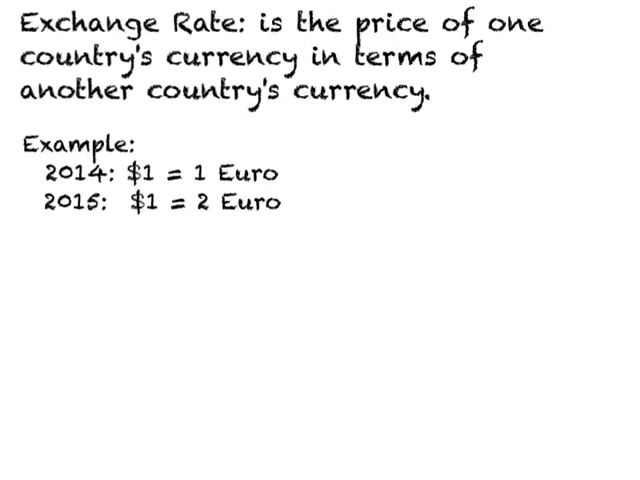 Exchange Rate: is the price of one
country's currency in terms of
another country's currency.
Example:
2014: $1 = 1 Euro
2015: $1 = 2 Euro